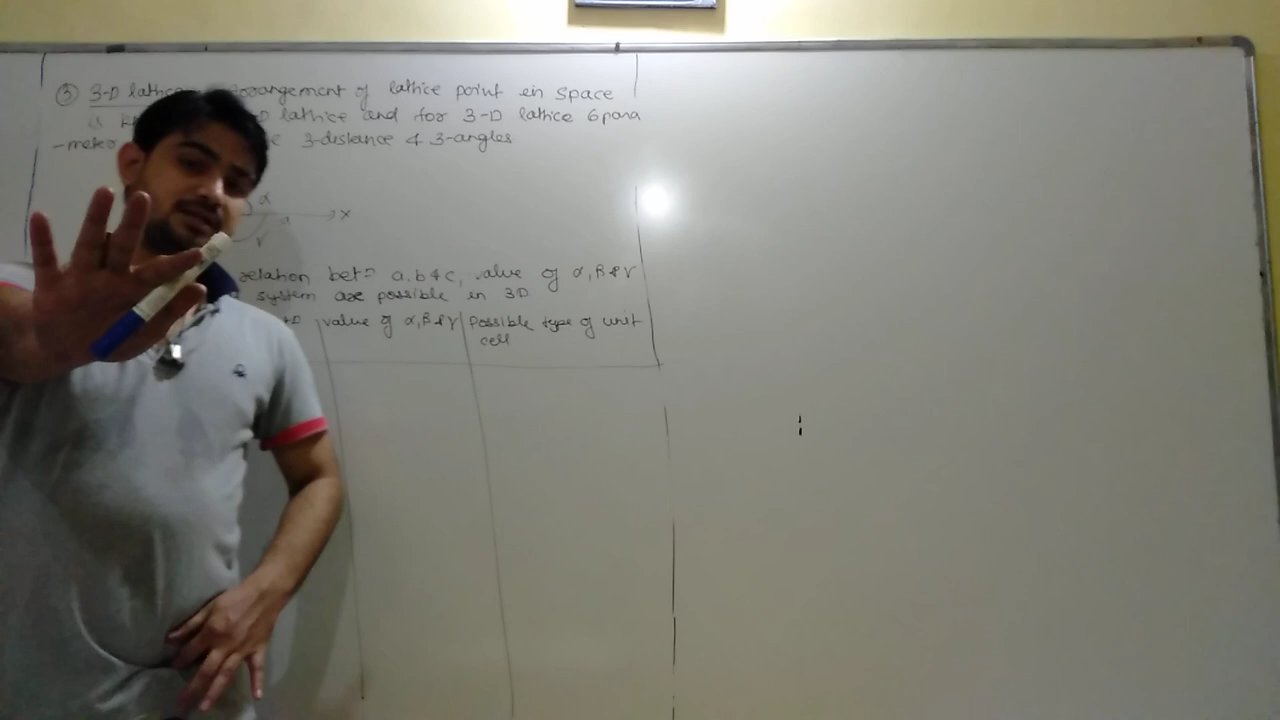 ③ 3-D lattice arrangement of lattice point in space
is lattice and for 3-D lattice 6 para
-meter 3-distance & 3-angles
α
x
a
γ
relation betn a, b & c, value of α, β & γ
system are possible in 3D
value of α, β & γ | Possible type of unit
cell